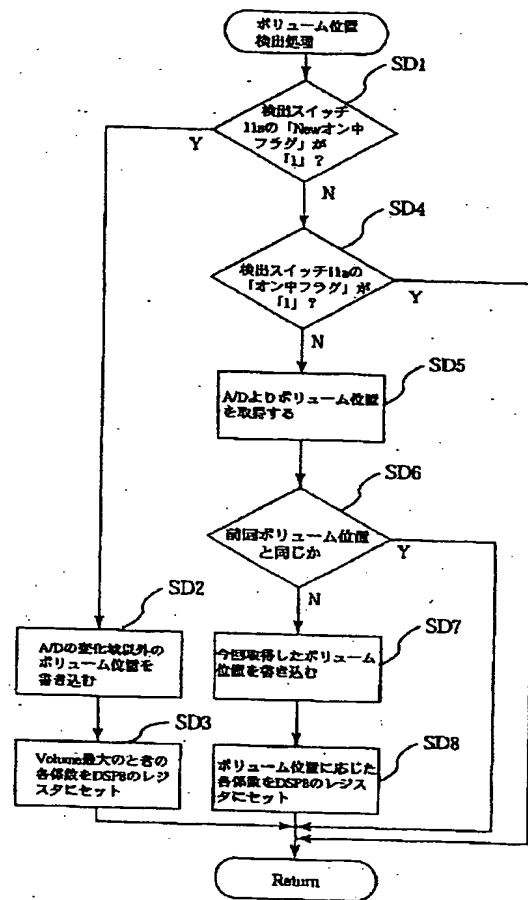 ボリューム位置
検出処理
SD1
検出スイッチ
11aの「Newオン中
フラグ」が
「1」?
Y
N
SD4
検出スイッチ11aの
「オン中フラグ」が
「1」?
Y
N
SD5
A/Dよりボリューム位置
を取得する
SD6
前回ボリューム位置
と同じか
Y
N
SD2
A/Dの変化域以外の
ボリューム位置を
書き込む
SD7
今回取得したボリューム
位置を書き込む
SD3
Volume最大のときの
各係数をDSP8のレジ
スタにセット
SD8
ボリューム位置に応じた
各係数をDSP8のレジス
タにセット
Return